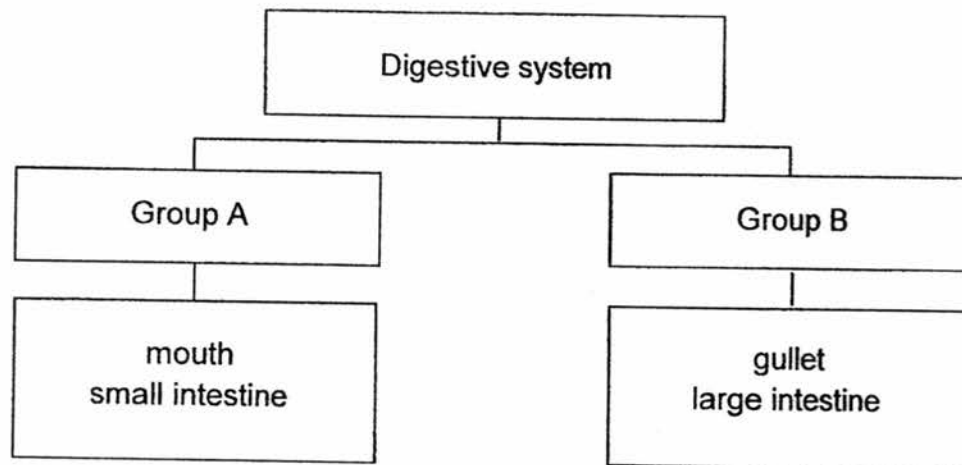 Digestive system
Group A
Group B
mouth
small intestine
gullet
large intestine